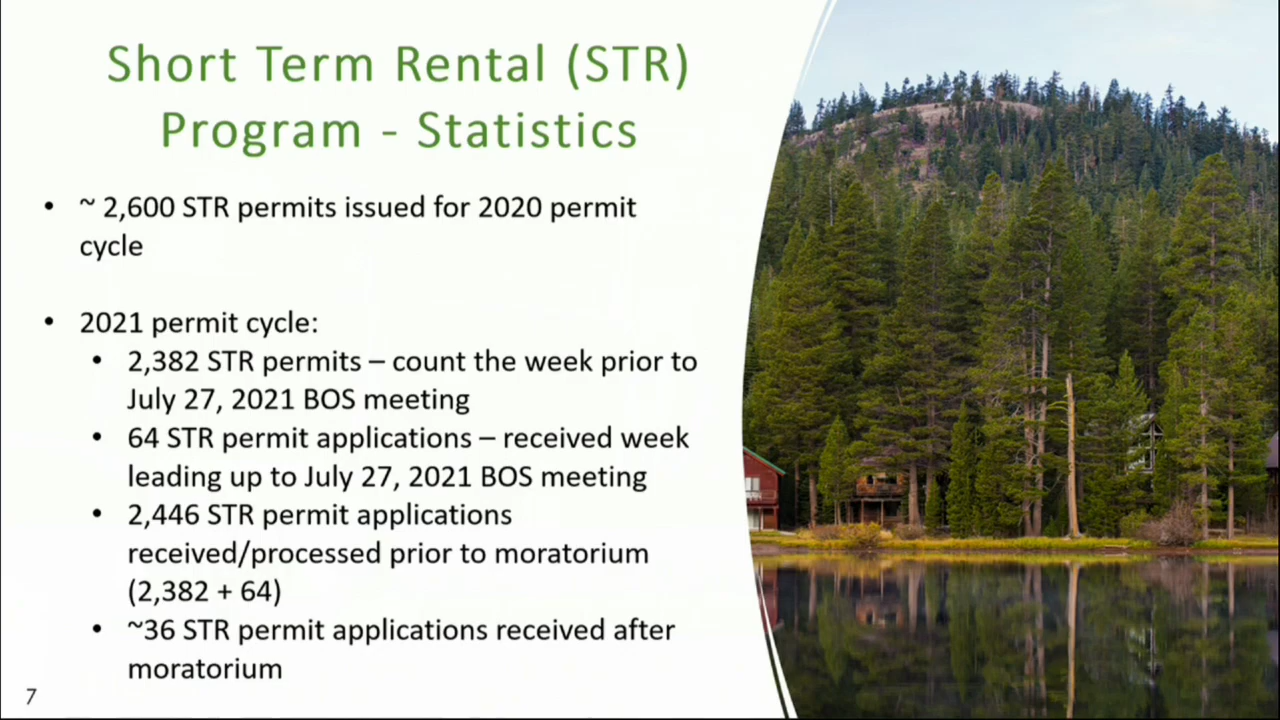 Short Term Rental (STR)
Program - Statistics
• ~ 2,600 STR permits issued for 2020 permit
cycle
• 2021 permit cycle:
• 2,382 STR permits – count the week prior to
July 27, 2021 BOS meeting
• 64 STR permit applications – received week
leading up to July 27, 2021 BOS meeting
• 2,446 STR permit applications
received/processed prior to moratorium
(2,382 + 64)
• ~36 STR permit applications received after
moratorium
7